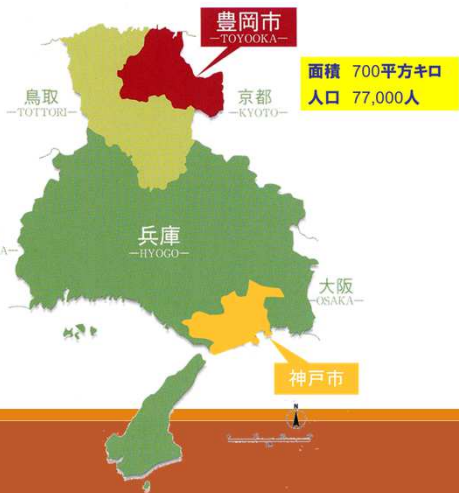 豊岡市
—TOYOOKA—
面積 700平方キロ
人口 77,000人
鳥取
—TOTTORI—
京都
—KYOTO—
兵庫
—HYOGO—
A—
大阪
—OSAKA—
神戸市
N